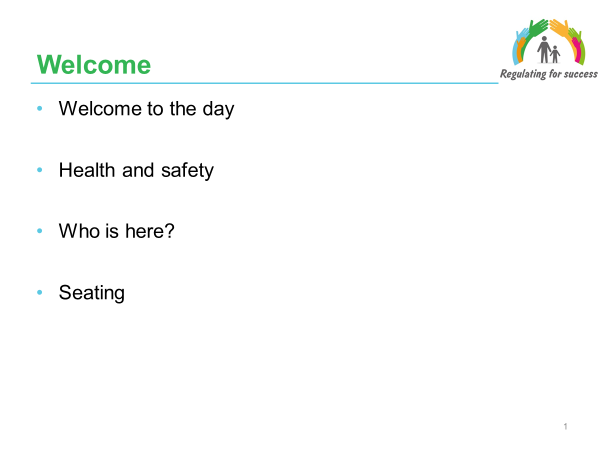 Regulating for success
Welcome
• Welcome to the day
• Health and safety
• Who is here?
• Seating
1